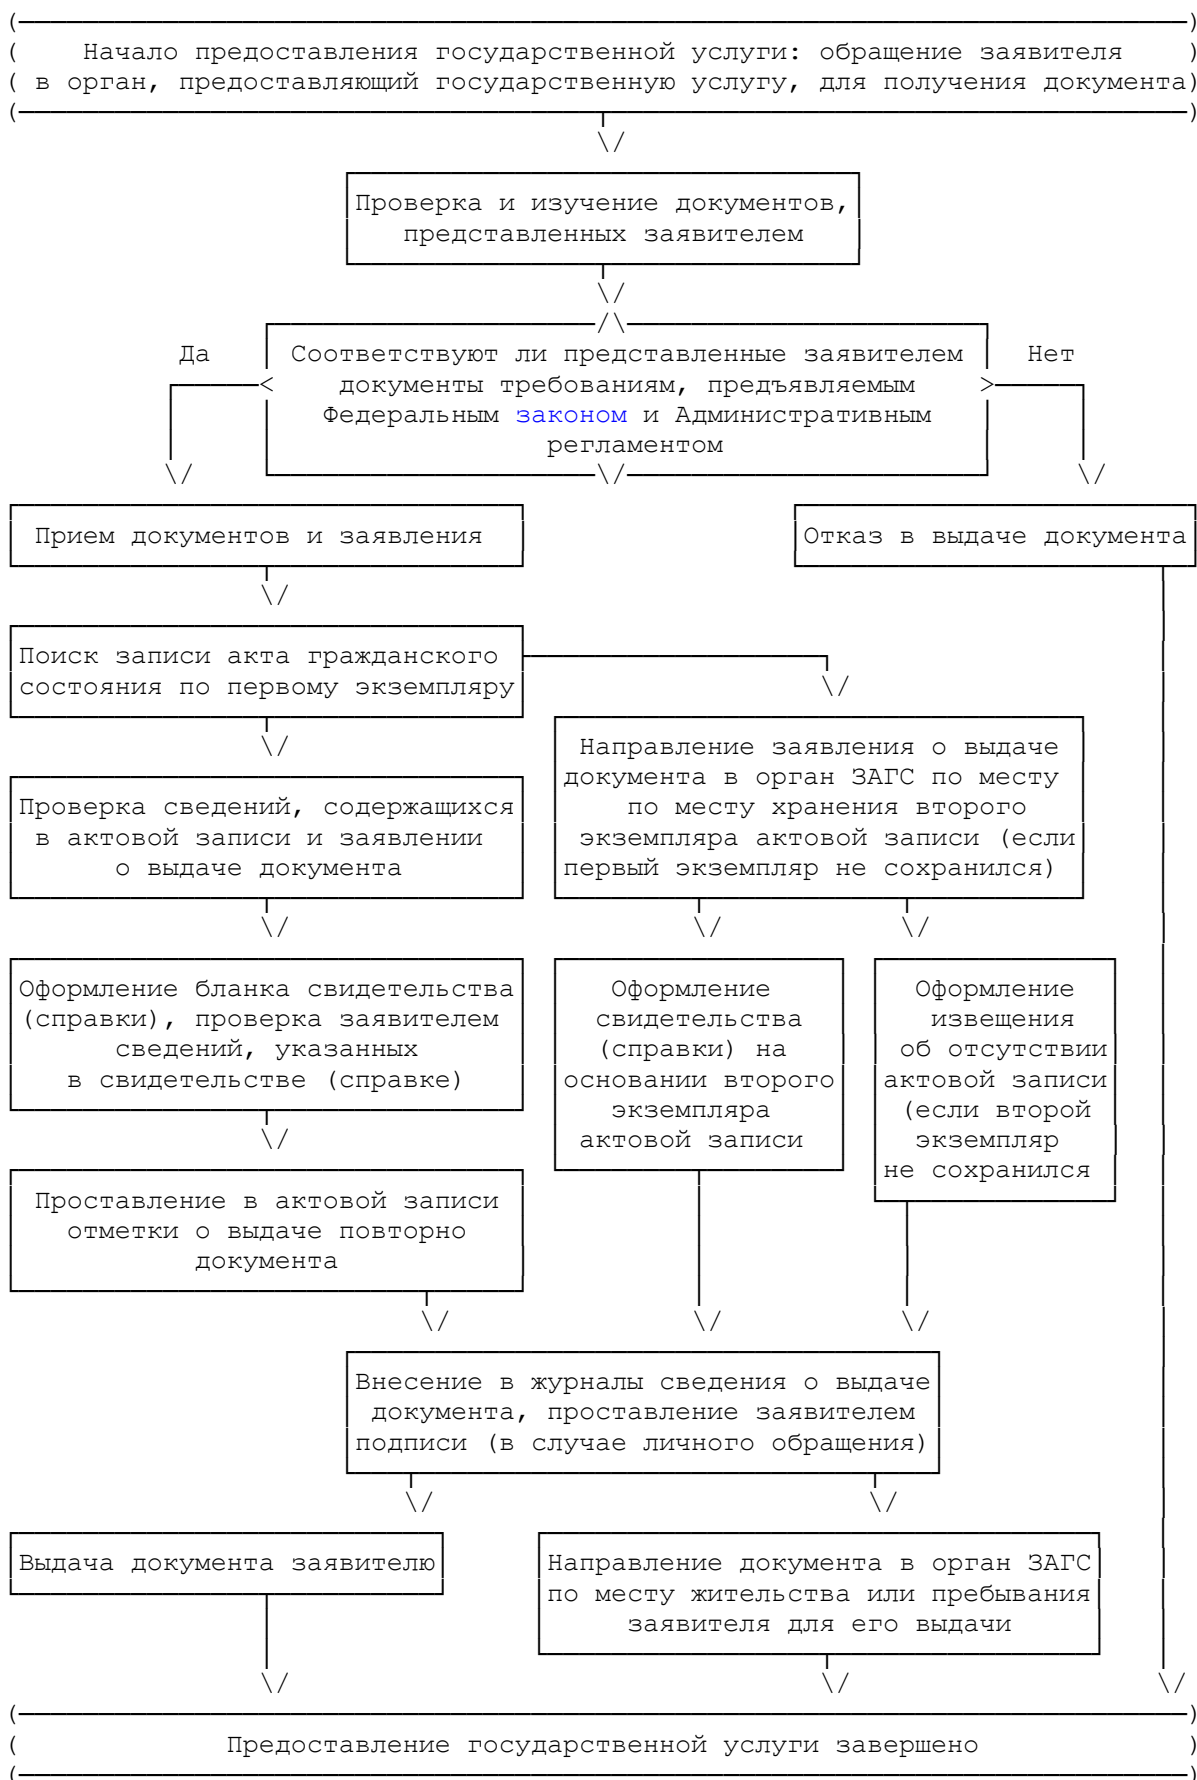 Начало предоставления государственной услуги: обращение заявителя
в орган, предоставляющий государственную услугу, для получения документа
Проверка и изучение документов,
представленных заявителем
Да
Соответствуют ли представленные заявителем
документы требованиям, предъявляемым
Федеральным законом и Административным
регламентом
Нет
Прием документов и заявления
Отказ в выдаче документа
Поиск записи акта гражданского
состояния по первому экземпляру
Направление заявления о выдаче
документа в орган ЗАГС по месту
по месту хранения второго
экземпляра актовой записи (если
первый экземпляр не сохранился)
Проверка сведений, содержащихся
в актовой записи и заявлении
о выдаче документа
Оформление бланка свидетельства
(справки), проверка заявителем
сведений, указанных
в свидетельстве (справке)
Оформление
свидетельства
(справки) на
основании второго
экземпляра
актовой записи
Оформление
извещения
об отсутствии
актовой записи
(если второй
экземпляр
не сохранился
Проставление в актовой записи
отметки о выдаче повторно
документа
Внесение в журналы сведения о выдаче
документа, проставление заявителем
подписи (в случае личного обращения)
Выдача документа заявителю
Направление документа в орган ЗАГС
по месту жительства или пребывания
заявителя для его выдачи
Предоставление государственной услуги завершено